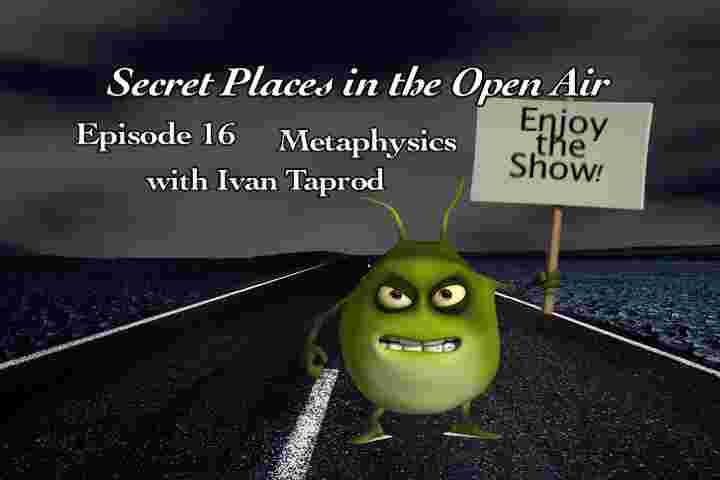 Secret Places in the Open Air
Episode 16
Metaphysics
with Ivan Taprod
Enjoy
the
Show!